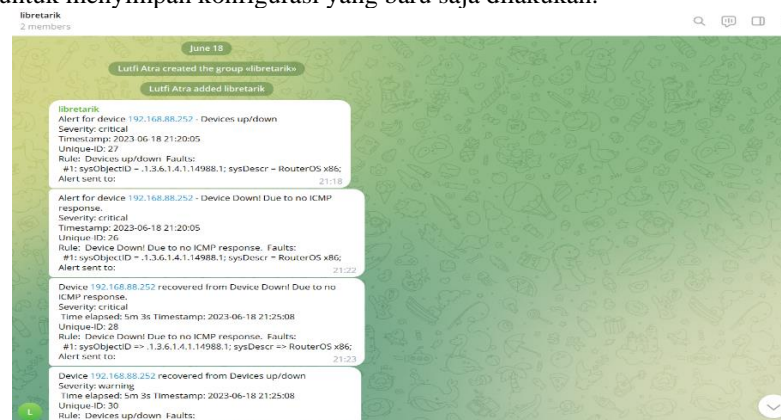 untuk menyimpan konfigurasi yang baru saja dilakukan.
libretarik
2 members
June 18
Lutfi Atra created the group «libretarik»
Lutfi Atra added libretarik
libretarik
Alert for device 192.168.88.252 - Devices up/down
Severity: critical
Timestamp: 2023-06-18 21:20:05
Unique-ID: 27
Rule: Devices up/down Faults:
#1: sysObjectID = .1.3.6.1.4.1.14988.1; sysDescr = RouterOS x86;
Alert sent to:
21:18
Alert for device 192.168.88.252 - Device Down! Due to no ICMP
response.
Severity: critical
Timestamp: 2023-06-18 21:20:05
Unique-ID: 26
Rule: Device Down! Due to no ICMP response. Faults:
#1: sysObjectID = .1.3.6.1.4.1.14988.1; sysDescr = RouterOS x86;
Alert sent to:
21:22
Device 192.168.88.252 recovered from Device Down! Due to no
ICMP response.
Severity: critical
Time elapsed: 5m 3s Timestamp: 2023-06-18 21:25:08
Unique-ID: 28
Rule: Device Down! Due to no ICMP response. Faults:
#1: sysObjectID => .1.3.6.1.4.1.14988.1; sysDescr => RouterOS x86;
Alert sent to:
21:23
Device 192.168.88.252 recovered from Devices up/down
Severity: warning
Time elapsed: 5m 3s Timestamp: 2023-06-18 21:25:08
Unique-ID: 30
Rule: Devices up/down Faults:
L